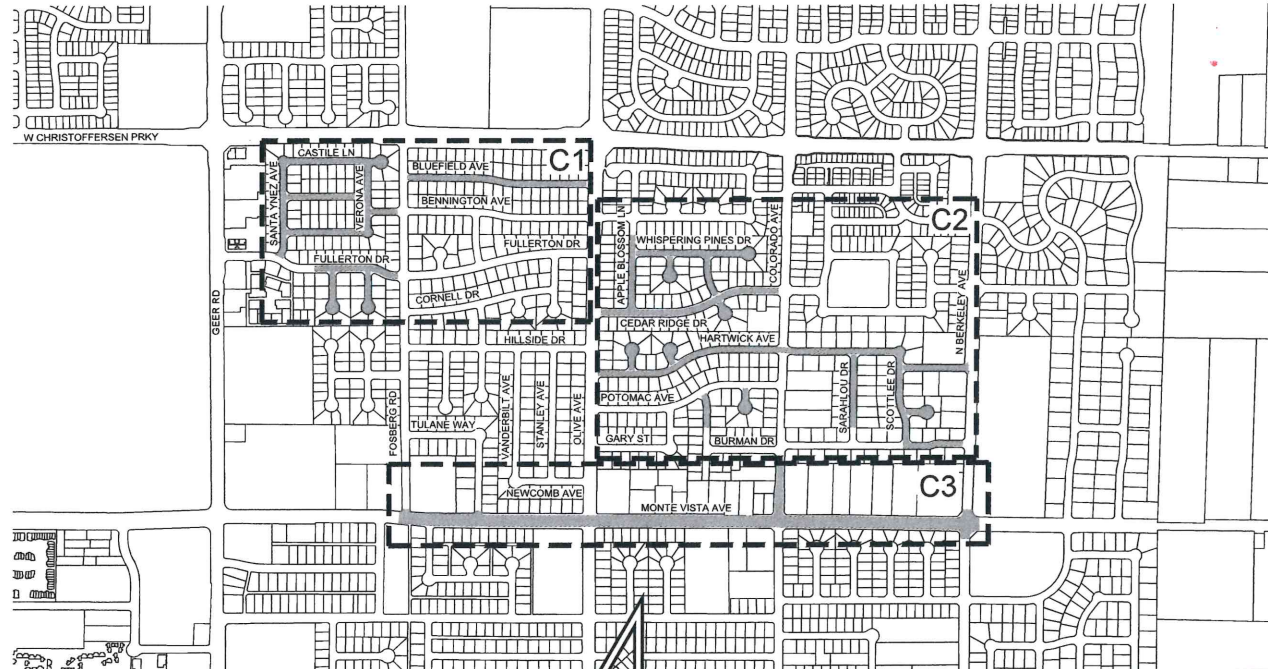 W CHRISTOFFERSEN PRKY
CASTILE LN
BLUEFIELD AVE
C1
SANTA YNEZ AVE
VERONA AVE
BENNINGTON AVE
APPLE BLOSSOM LN
COLORADO AVE
C2
FULLERTON DR
WHISPERING PINES DR
FULLERTON DR
N BERKELEY AVE
GEER RD
CORNELL DR
CEDAR RIDGE DR
HILLSIDE DR
HARTWICK AVE
FOSBERG RD
VANDERBILT AVE
STANLEY AVE
OLIVE AVE
POTOMAC AVE
SARAHLOU DR
SCOTTLEE DR
TULANE WAY
GARY ST
BURMAN DR
C3
NEWCOMB AVE
MONTE VISTA AVE